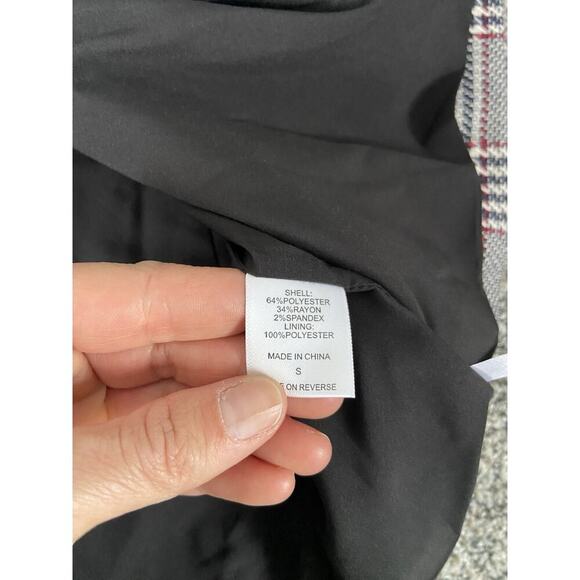 SHELL:
64%POLYESTER
34%RAYON
2%SPANDEX
LINING:
100%POLYESTER
MADE IN CHINA
S
ON REVERSE